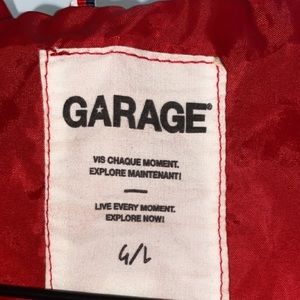 GARAGE®
VIS CHAQUE MOMENT.
EXPLORE MAINTENANT!
LIVE EVERY MOMENT.
EXPLORE NOW!
G/L